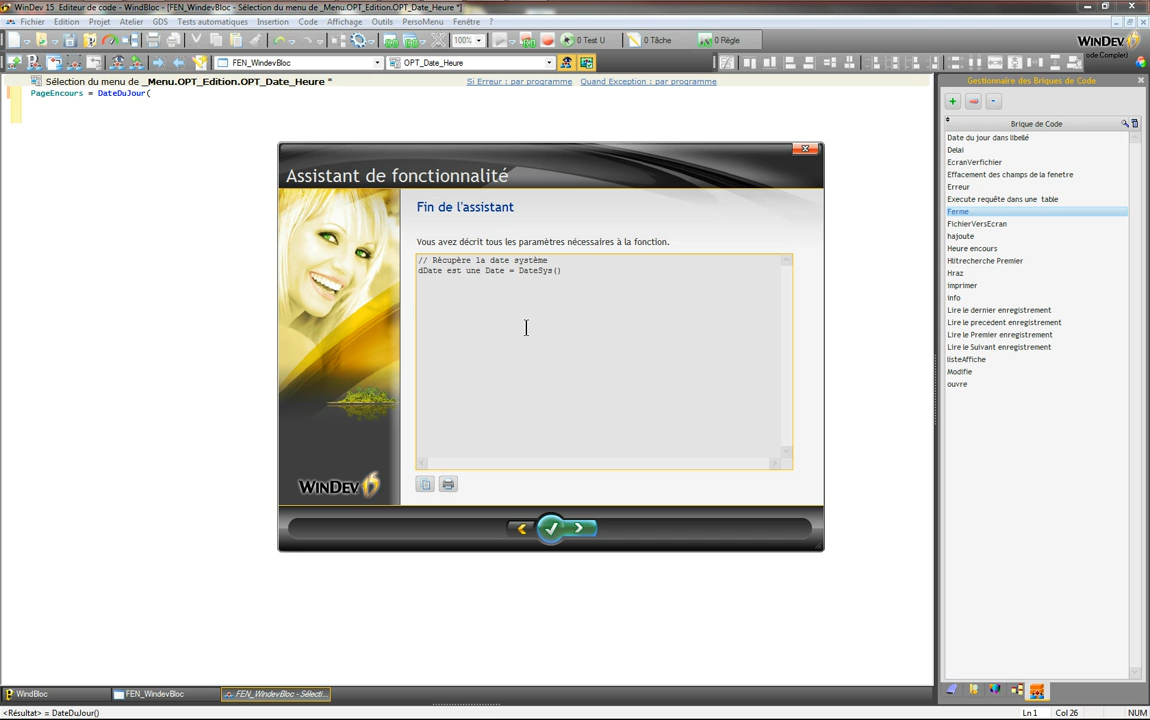 WinDev 15 Editeur de code - WindBloc - [FEN_WindevBloc - Sélection du menu de _Menu.OPT_Edition.OPT_Date_Heure *]
Fichier Edition Projet Atelier GDS Tests automatiques Insertion Code Affichage Outils PersoMenu Fenêtre ?
100% 0 Test U 0 Tâche 0 Règle
WINDEV
FEN_WindevBloc OPT_Date_Heure
ode Complet)
Sélection du menu de _Menu.OPT_Edition.OPT_Date_Heure * Si Erreur : par programme Quand Exception : par programme
PageEncours = DateDuJour(
Gestionnaire des Briques de Code
Brique de Code
Date du jour dans libellé
Delai
EcranVerfichier
Effacement des champs de la fenetre
Erreur
Execute requête dans une table
Ferme
FichierVersEcran
hajoute
Heure encours
HIitrecherche Premier
Hraz
imprimer
info
Lire le dernier enregistrement
Lire le precedent enregistrement
Lire le Premier enregistrement
Lire le Suivant enregistrement
listeAffiche
Modifie
ouvre
Assistant de fonctionnalité
Fin de l'assistant
Vous avez décrit tous les paramètres nécessaires à la fonction.
// Récupère la date système
dDate est une Date = DateSys()
WINDEV
WindBloc FEN_WindevBloc FEN_WindevBloc - Sélecti...
<Résultat> = DateDuJour() Ln 1 Col 26 NUM